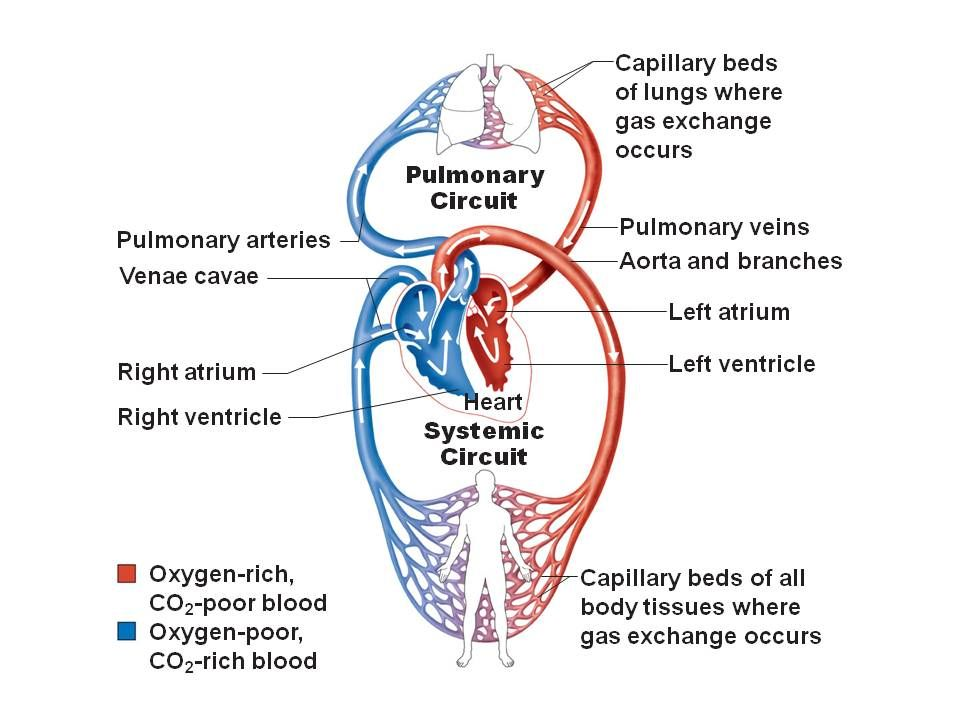 Capillary beds
of lungs where
gas exchange
occurs
Pulmonary
Circuit
Pulmonary arteries
Pulmonary veins
Venae cavae
Aorta and branches
Left atrium
Right atrium
Left ventricle
Right ventricle
Heart
Systemic
Circuit
Oxygen-rich,
CO₂-poor blood
Oxygen-poor,
CO₂-rich blood
Capillary beds of all
body tissues where
gas exchange occurs